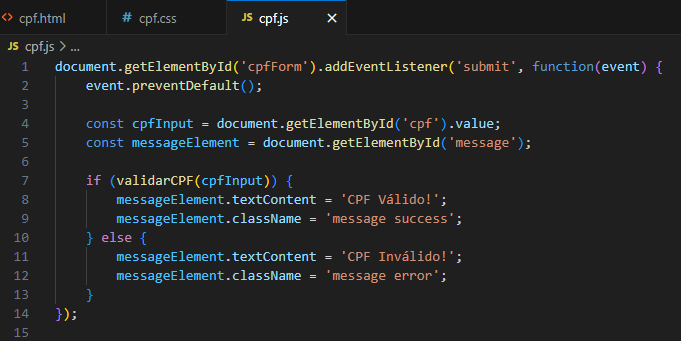 <> cpf.html # cpf.css JS cpf.js ×
JS cpf.js > ...
1 document.getElementById('cpfForm').addEventListener('submit', function(event) {
2 event.preventDefault();
3
4 const cpfInput = document.getElementById('cpf').value;
5 const messageElement = document.getElementById('message');
6
7 if (validarCPF(cpfInput)) {
8 messageElement.textContent = 'CPF Válido!';
9 messageElement.className = 'message success';
10 } else {
11 messageElement.textContent = 'CPF Inválido!';
12 messageElement.className = 'message error';
13 }
14 });
15